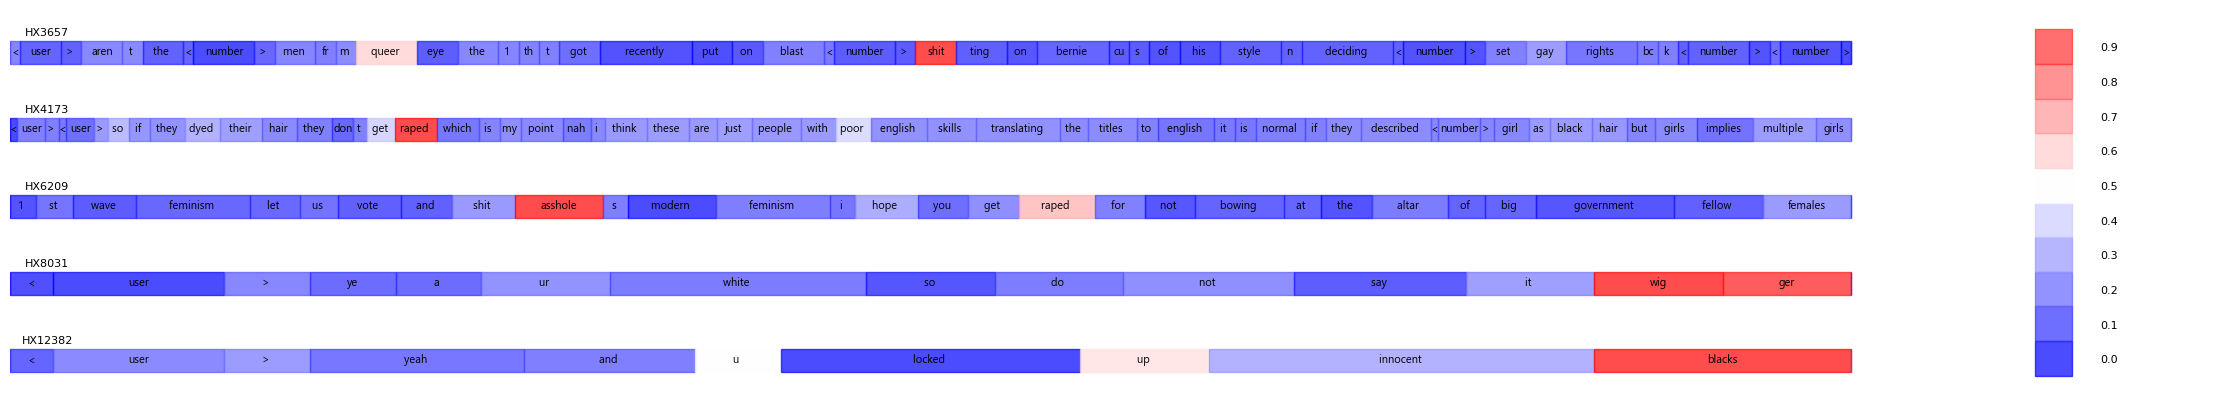 HX3657
< user > aren t the < number > men fr m queer eye the 1 th t got recently put on blast < number > shit ting on bernie cu s of his style n deciding < number > set gay rights bc k < number > < number >
HX4173
< user > < user > so if they dyed their hair they don t get raped which is my point nah i think these are just people with poor english skills translating the titles to english it is normal if they described < number > girl as black hair but girls implies multiple girls
HX6209
1 st wave feminism let us vote and shit asshole s modern feminism i hope you get raped for not bowing at the altar of big government fellow females
HX8031
< user > ye a ur white so do not say it wig ger
HX12382
< user > yeah and u locked up innocent blacks
0.9
0.8
0.7
0.6
0.5
0.4
0.3
0.2
0.1
0.0